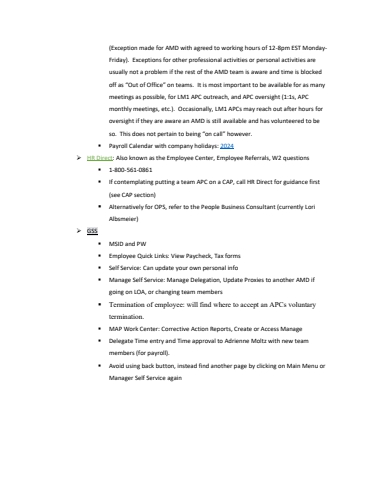 (Exception made for AMD with agreed to working hours of 12-8pm EST Monday-
Friday).  Exceptions for other professional activities or personal activities are
usually not a problem if the rest of the AMD team is aware and time is blocked
off as "Out of Office" on teams.  It is most important to be available for as many
meetings as possible, for LM1 APC outreach, and APC oversight (1:1s, APC
monthly meetings, etc.).  Occasionally, LM1 APCs may reach out after hours for
oversight if they are aware an AMD is still available and has volunteered to be
so.  This does not pertain to being "on call" however.
▪ Payroll Calendar with company holidays: 2024
➢ HR Direct: Also known as the Employee Center, Employee Referrals, W2 questions
▪ 1-800-561-0861
▪ If contemplating putting a team APC on a CAP, call HR Direct for guidance first
(see CAP section)
▪ Alternatively for OPS, refer to the People Business Consultant (currently Lori
Albsmeier)
➢ GSS
▪ MSID and PW
▪ Employee Quick Links: View Paycheck, Tax forms
▪ Self Service: Can update your own personal info
▪ Manage Self Service: Manage Delegation, Update Proxies to another AMD if
going on LOA, or changing team members
▪ Termination of employee: will find where to accept an APCs voluntary
termination.
▪ MAP Work Center: Corrective Action Reports, Create or Access Manage
▪ Delegate Time entry and Time approval to Adrienne Moltz with new team
members (for payroll).
▪ Avoid using back button, instead find another page by clicking on Main Menu or
Manager Self Service again